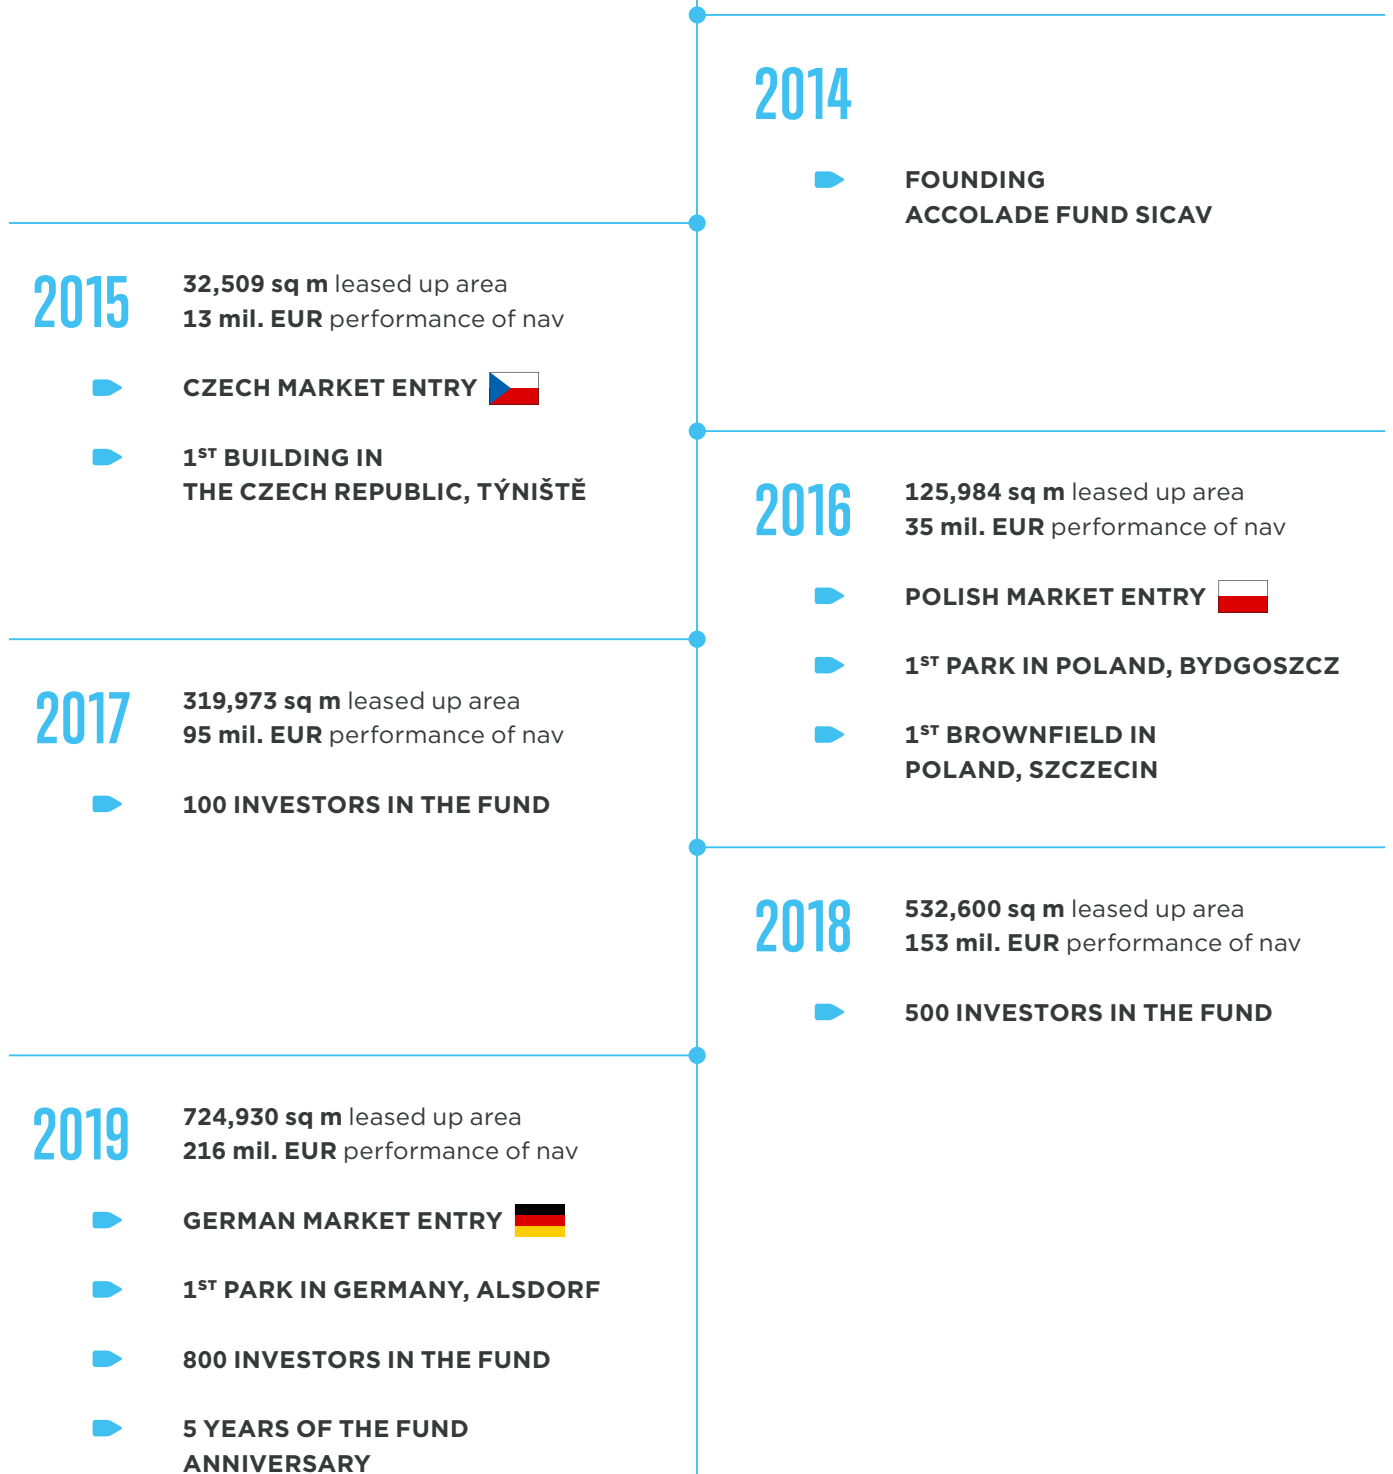 2014
FOUNDING
ACCOLADE FUND SICAV
2015
32,509 sq m leased up area
13 mil. EUR performance of nav
CZECH MARKET ENTRY
1ST BUILDING IN
THE CZECH REPUBLIC, TÝNIŠTĚ
2016
125,984 sq m leased up area
35 mil. EUR performance of nav
POLISH MARKET ENTRY
1ST PARK IN POLAND, BYDGOSZCZ
1ST BROWNFIELD IN
POLAND, SZCZECIN
2017
319,973 sq m leased up area
95 mil. EUR performance of nav
100 INVESTORS IN THE FUND
2018
532,600 sq m leased up area
153 mil. EUR performance of nav
500 INVESTORS IN THE FUND
2019
724,930 sq m leased up area
216 mil. EUR performance of nav
GERMAN MARKET ENTRY
1ST PARK IN GERMANY, ALSDORF
800 INVESTORS IN THE FUND
5 YEARS OF THE FUND
ANNIVERSARY